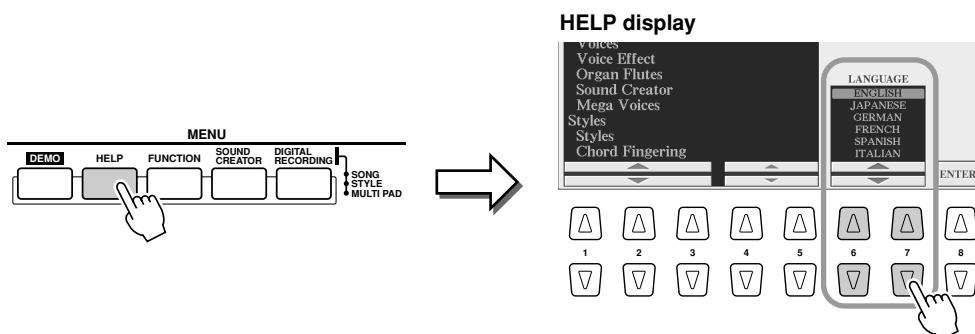 HELP display
MENU
DEMO
HELP
FUNCTION
SOUND
CREATOR
DIGITAL
RECORDING
SONG
STYLE
MULTI PAD
Voices
Voice Effect
Organ Flutes
Sound Creator
Mega Voices
Styles
Styles
Chord Fingering
LANGUAGE
ENGLISH
JAPANESE
GERMAN
FRENCH
SPANISH
ITALIAN
ENTER
1 2 3 4 5 6 7 8